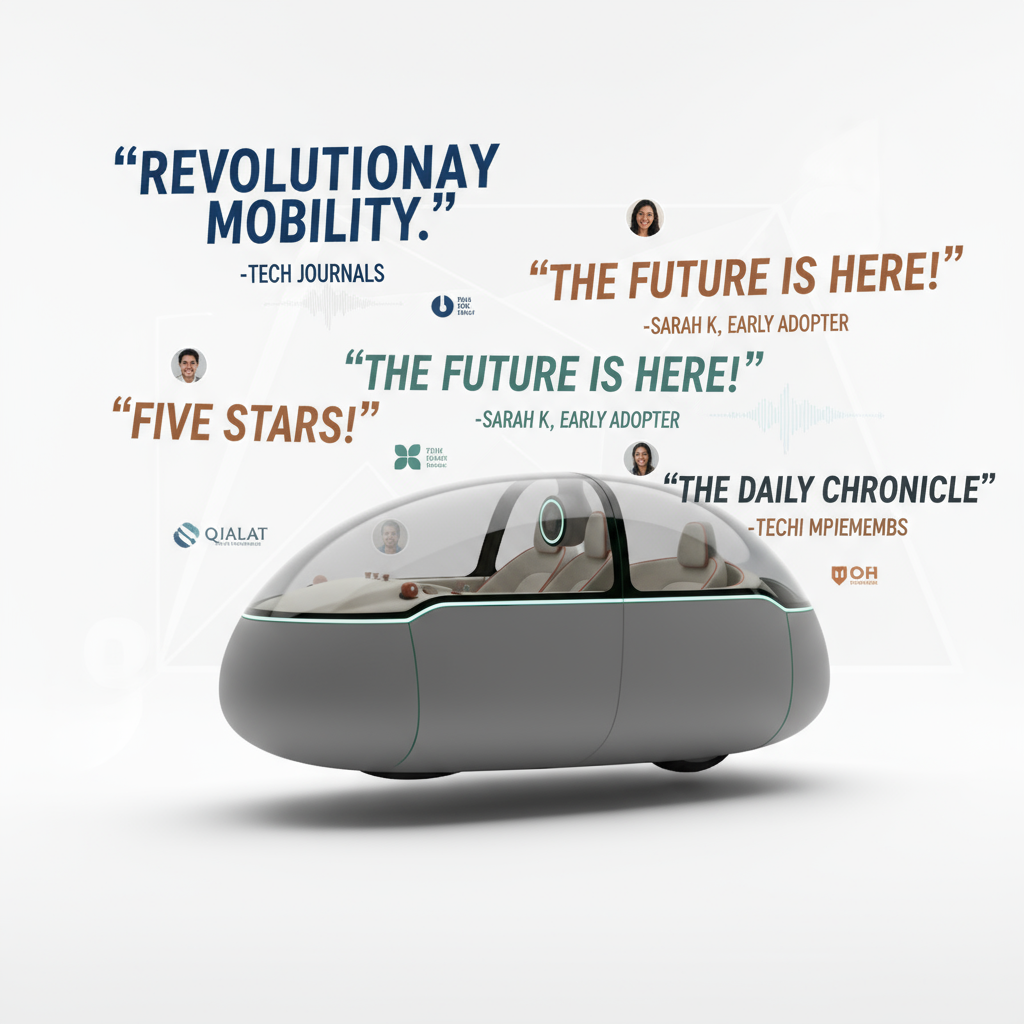 “REVOLUTIONAY
MOBILITY.”
-TECH JOURNALS
“THE FUTURE IS HERE!”
-SARAH K, EARLY ADOPTER
“THE FUTURE IS HERE!”
-SARAH K, EARLY ADOPTER
“FIVE STARS!”
“THE DAILY CHRONICLE”
-TECHI MPIEMEMBS
QIALAT
OH